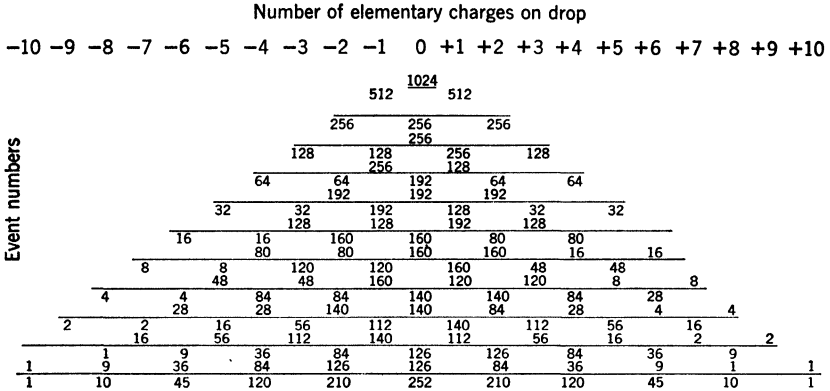 Number of elementary charges on drop
−10 −9 −8 −7 −6 −5 −4 −3 −2 −1 0 +1 +2 +3 +4 +5 +6 +7 +8 +9 +10
Event numbers
1024
512 512
256 256 256
256
128 128 256 128
256 128
64 64 192 64 64
192 192 192
32 32 192 128 32 32
128 128 192 128
16 16 160 160 80 80
80 80 160 160 16 16
8 8 120 120 160 48 48
48 48 160 120 120 8 8
4 4 84 84 140 140 84 28
28 28 140 140 84 28 4 4
2 2 16 56 112 140 112 56 16
16 56 112 140 112 56 16 2 2
1 9 36 84 126 126 84 36 9
1 9 36 84 126 126 84 36 9 1 1
1 10 45 120 210 252 210 120 45 10 1